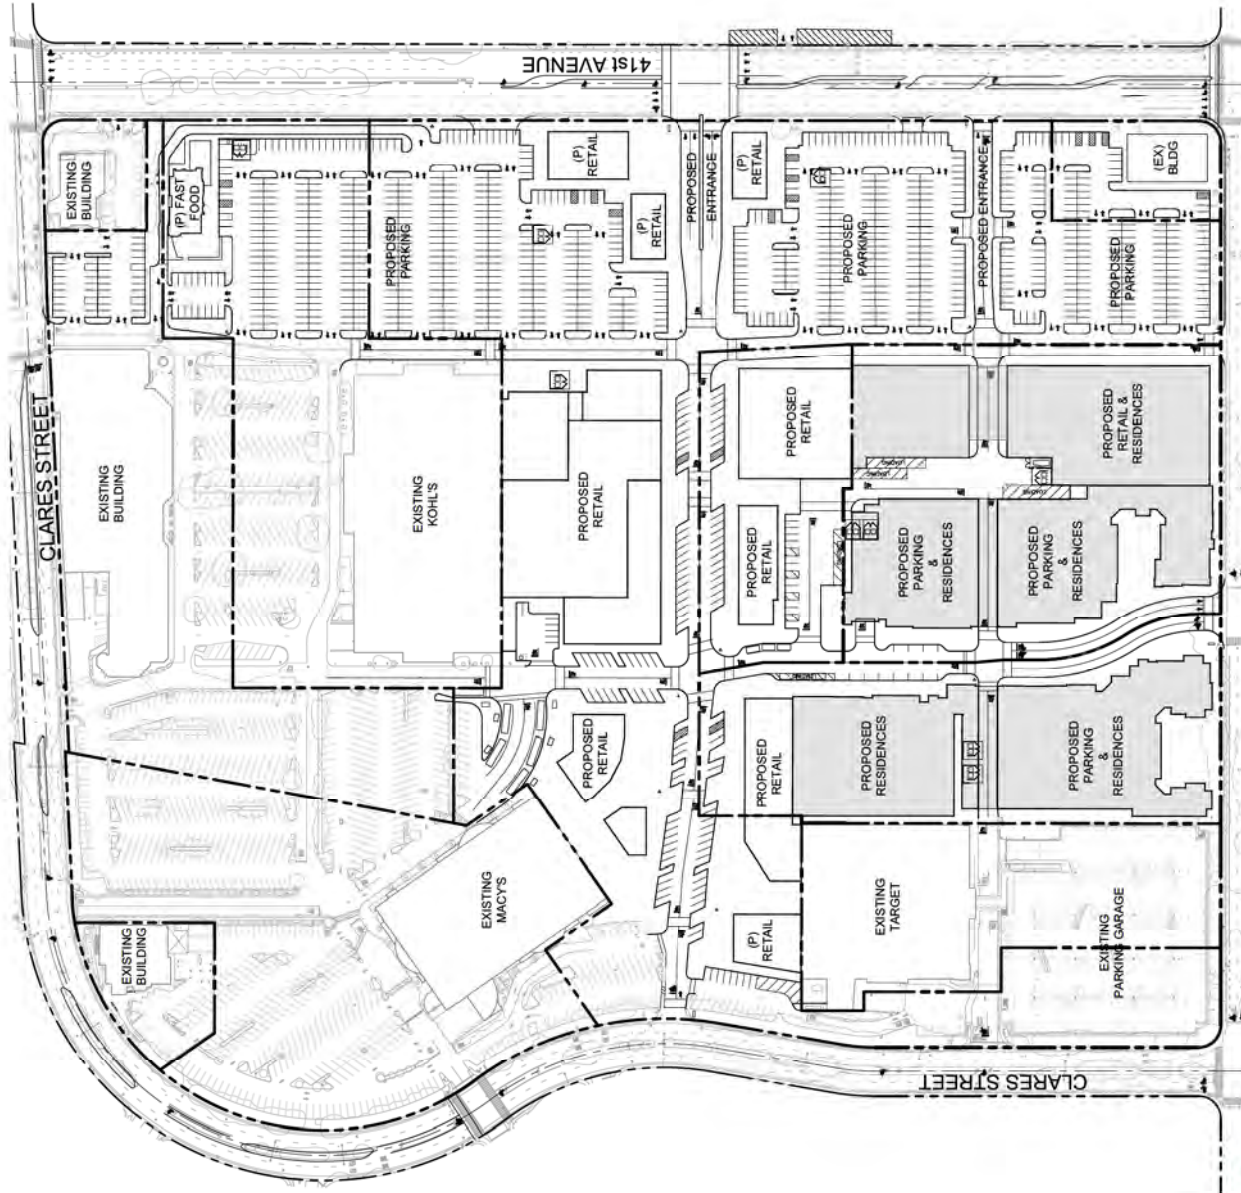 41st AVENUE
CLARES STREET
EXISTING
BUILDING
(P) FAST
FOOD
PROPOSED
PARKING
(P)
RETAIL
(P)
RETAIL
PROPOSED
ENTRANCE
(P)
RETAIL
PROPOSED
PARKING
PROPOSED ENTRANCE
(EX)
BLDG
PROPOSED
PARKING
EXISTING
BUILDING
EXISTING
KOHL'S
PROPOSED
RETAIL
PROPOSED
RETAIL
PROPOSED
RETAIL &
RESIDENCES
PROPOSED
RETAIL
PROPOSED
PARKING
&
RESIDENCES
PROPOSED
PARKING
&
RESIDENCES
PROPOSED
RETAIL
PROPOSED
RETAIL
PROPOSED
RESIDENCES
PROPOSED
PARKING
&
RESIDENCES
EXISTING
MACY'S
EXISTING
BUILDING
(P)
RETAIL
EXISTING
TARGET
EXISTING
PARKING GARAGE
CLARES STREET